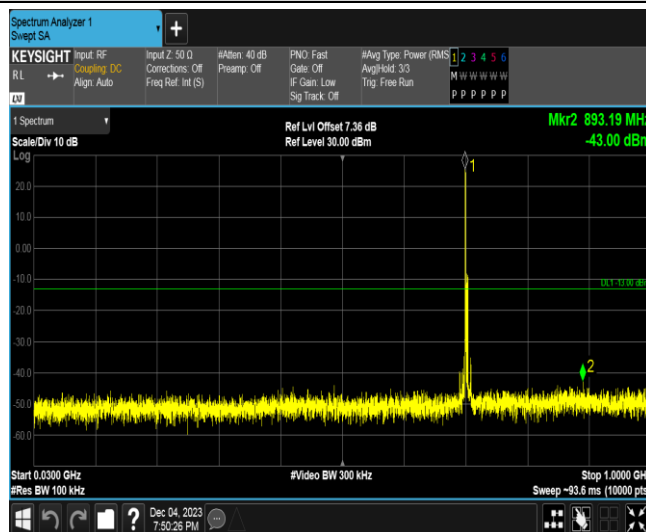 Spectrum Analyzer 1
Swept SA
+
KEYSIGHT
RL
LXI
Input: RF
Coupling: DC
Align: Auto
Input Z: 50 Ω
Corrections: Off
Freq Ref: Int (S)
#Atten: 40 dB
Preamp: Off
PNO: Fast
Gate: Off
IF Gain: Low
Sig Track: Off
#Avg Type: Power (RMS
Avg|Hold: 3/3
Trig: Free Run
1 2 3 4 5 6
M W W W W W
P P P P P P
1 Spectrum
Scale/Div 10 dB
Ref Lvl Offset 7.36 dB
Ref Level 30.00 dBm
Mkr2 893.19 MHz
-43.00 dBm
Log
1
20.0
10.0
0.00
-10.0
DL1 -13.00 dBm
-20.0
-30.0
-40.0
2
-50.0
-60.0
Start 0.0300 GHz
#Res BW 100 kHz
#Video BW 300 kHz
Stop 1.0000 GHz
Sweep ~93.6 ms (10000 pts
?
Dec 04, 2023
7:50:26 PM